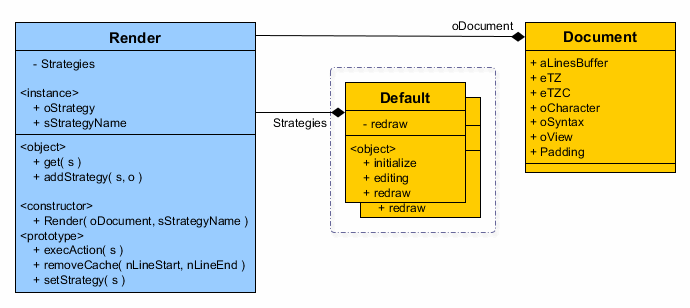 Render
- Strategies
<instance>
+ oStrategy
+ sStrategyName
<object>
+ get( s )
+ addStrategy( s, o )
<constructor>
+ Render( oDocument, sStrategyName )
<prototype>
+ execAction( s )
+ removeCache( nLineStart, nLineEnd )
+ setStrategy( s )
oDocument
Strategies
Default
- redraw
<object>
+ initialize
+ editing
+ redraw
+ redraw
Document
+ aLinesBuffer
+ eTZ
+ eTZC
+ oCharacter
+ oSyntax
+ oView
+ Padding